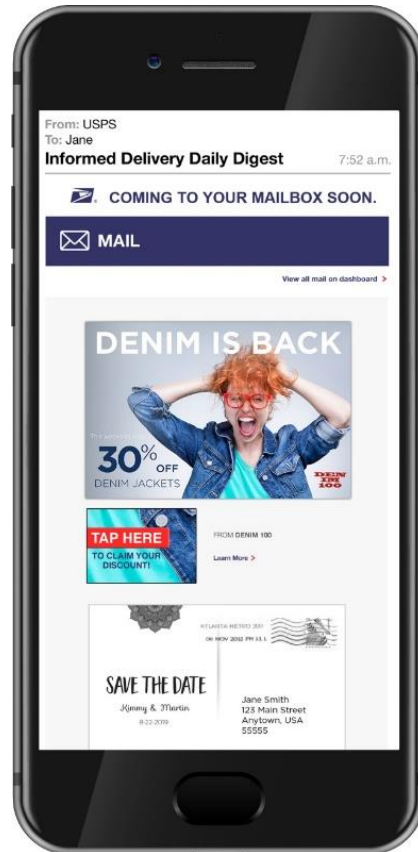 From: USPS
To: Jane
Informed Delivery Daily Digest 7:52 a.m.
COMING TO YOUR MAILBOX SOON.
MAIL
View all mail on dashboard >
DENIM IS BACK
30% OFF
DENIM JACKETS
DEN
IM
100
TAP HERE
TO CLAIM YOUR
DISCOUNT!
FROM DENIM 100
Learn More >
SAVE THE DATE
Kimmy & Martin
8-22-2019
Jane Smith
123 Main Street
Anytown, USA
55555